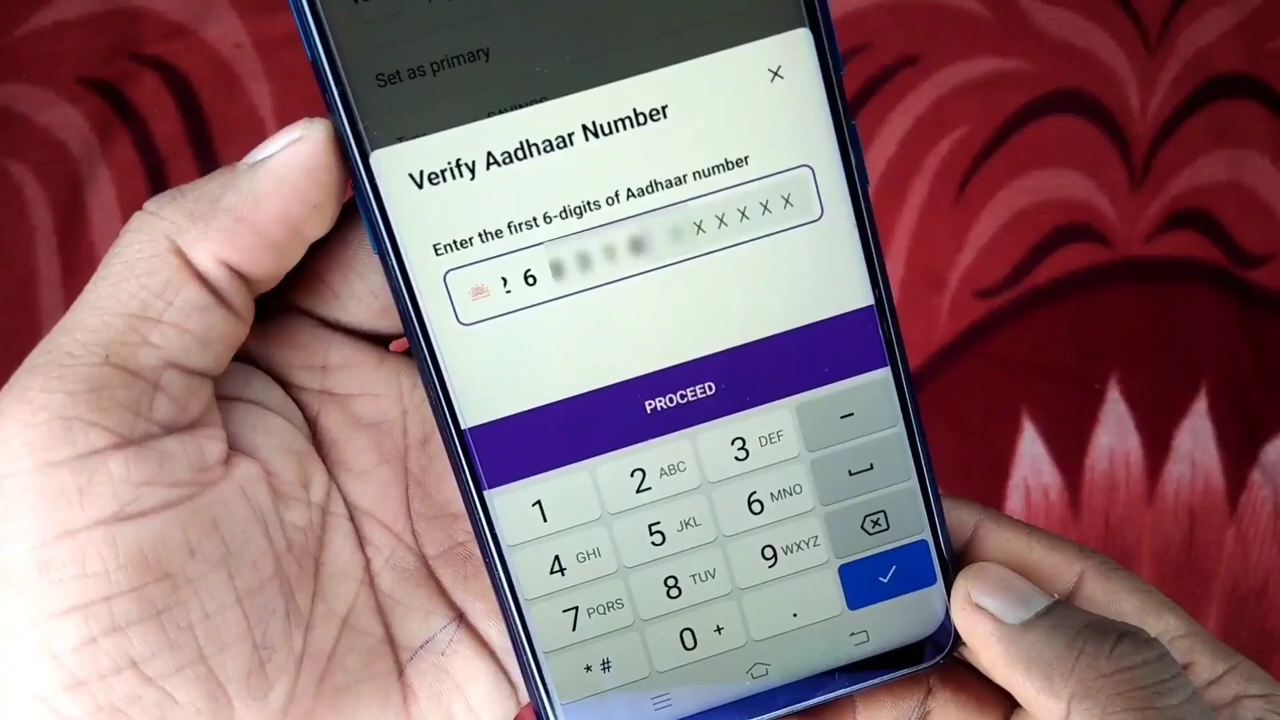 Set as primary
SAVINGS
Verify Aadhaar Number
Enter the first 6-digits of Aadhaar number
6 X X X X X
PROCEED
1
2 ABC
3 DEF
-
4 GHI
5 JKL
6 MNO
7 PQRS
8 TUV
9 WXYZ
* #
0 +
.